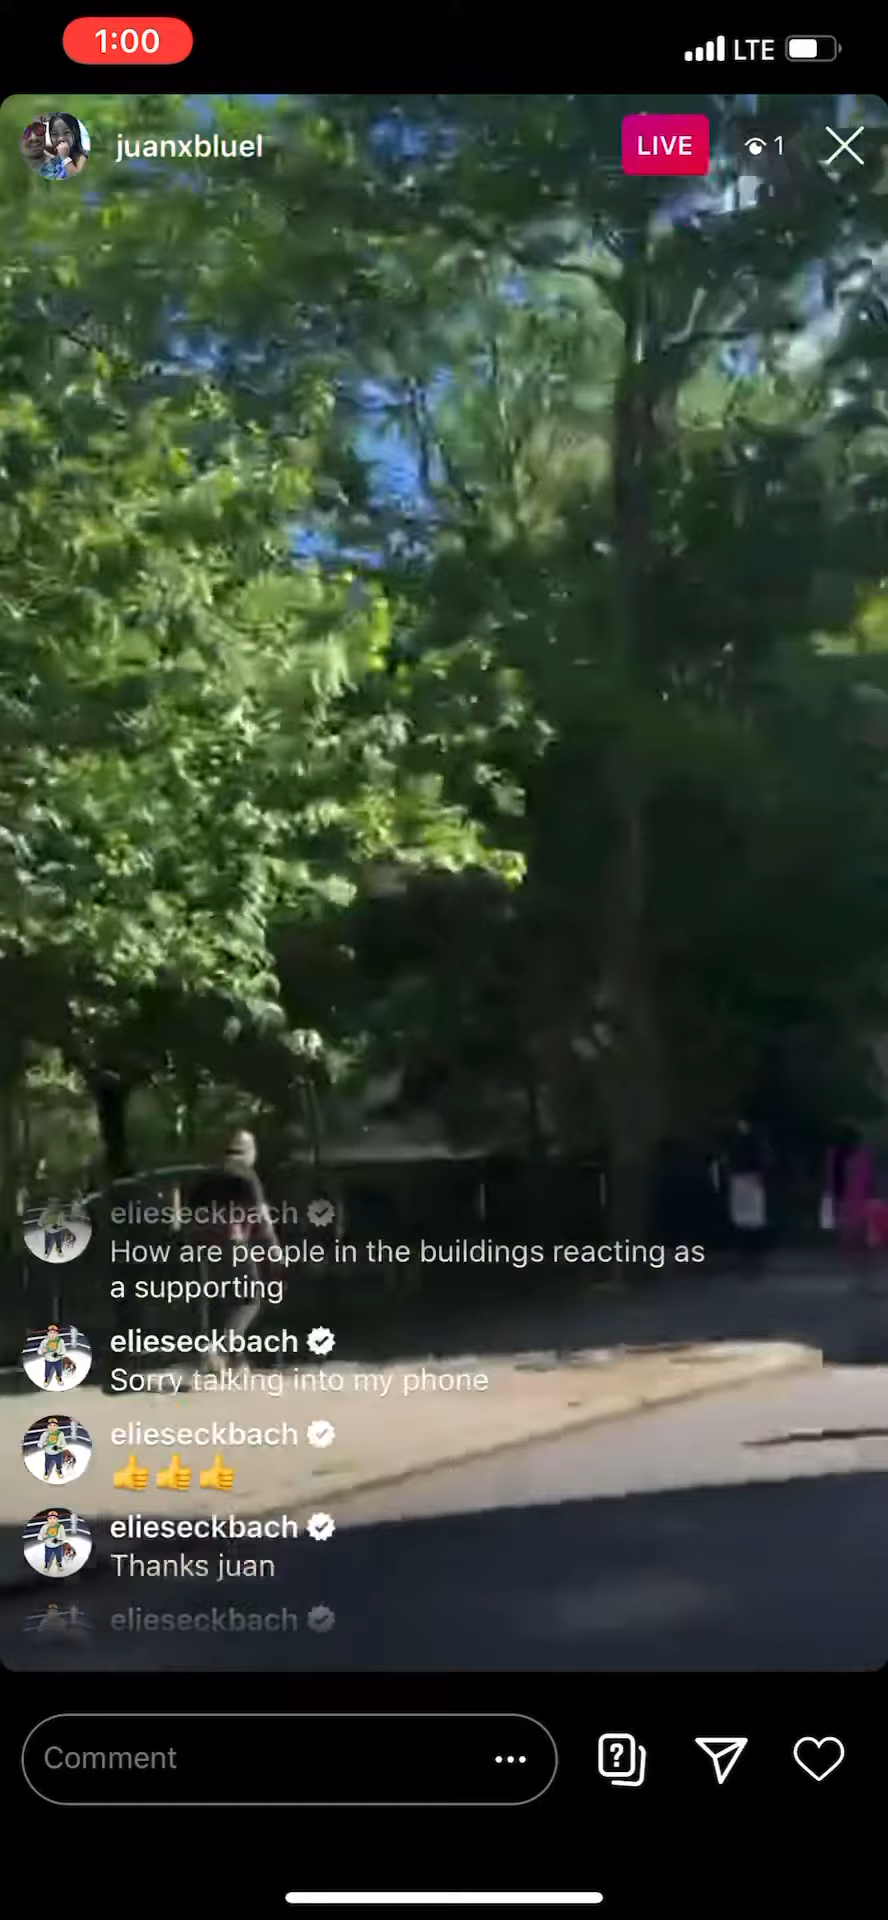 1:00
LTE
juanxbluel
LIVE
1
elieseckbach
How are people in the buildings reacting as
a supporting
elieseckbach
Sorry talking into my phone
elieseckbach
👍👍👍
elieseckbach
Thanks juan
elieseckbach
Comment